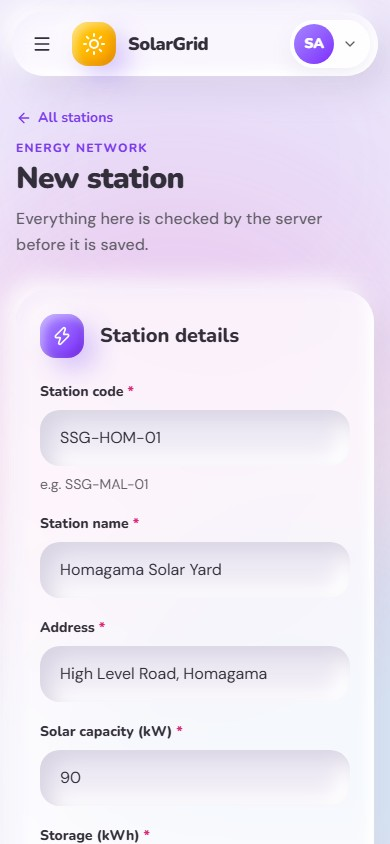 SolarGrid
SA
← All stations
ENERGY NETWORK
New station
Everything here is checked by the server
before it is saved.
Station details
Station code *
SSG-HOM-01
e.g. SSG-MAL-01
Station name *
Homagama Solar Yard
Address *
High Level Road, Homagama
Solar capacity (kW) *
90
Storage (kWh) *